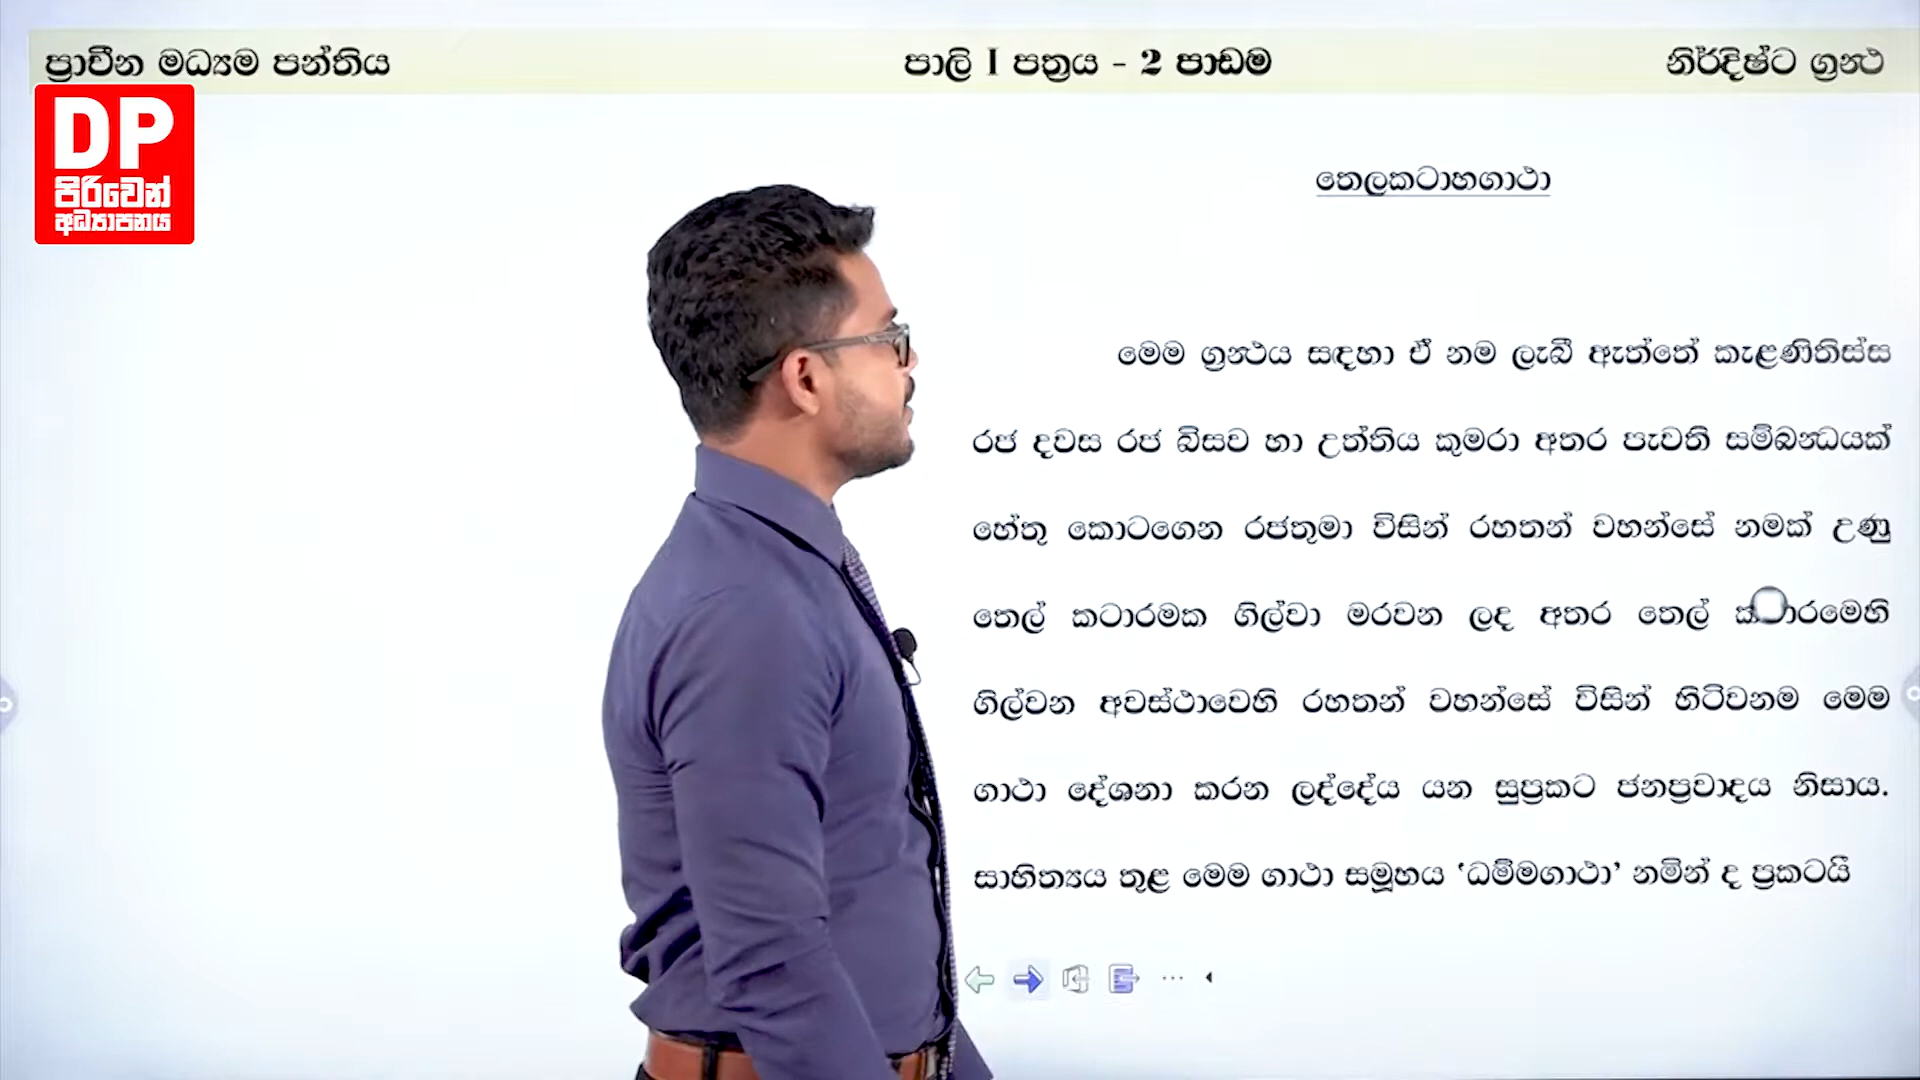 ප්‍රාචීන මධ්‍යම පන්තිය
පාලි I පත්‍රය - 2 පාඩම
නිර්දිෂ්ට ග්‍රන්ථ
DP
පිරිවෙන්
අධ්‍යාපනය
තෙලකටාහගාථා
මෙම ග්‍රන්ථය සඳහා ඒ නම ලැබී ඇත්තේ කැළණිතිස්ස
රජ දවස රජ බිසව හා උත්තිය කුමරා අතර පැවති සම්බන්ධයක්
හේතු කොටගෙන රජතුමා විසින් රහතන් වහන්සේ නමක් උණු
තෙල් කටාරමක ගිල්වා මරවන ලද අතර තෙල් කටාරමෙහි
ගිල්වන අවස්ථාවෙහි රහතන් වහන්සේ විසින් හිටිවනම මෙම
ගාථා දේශනා කරන ලද්දේය යන සුප්‍රකට ජනප්‍රවාදය නිසාය.
සාහිත්‍යය තුළ මෙම ගාථා සමූහය ‘ධම්මගාථා’ නමින් ද ප්‍රකටයි